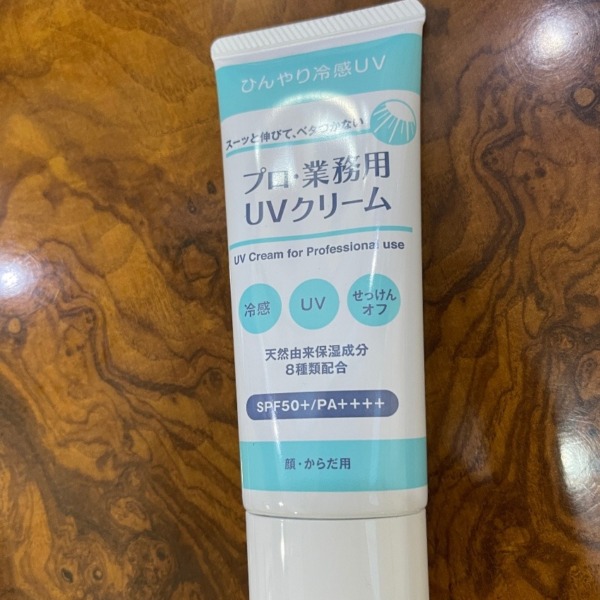 ひんやり冷感UV
スーッと伸びて、ベタつかない
プロ・業務用
UVクリーム
UV Cream for Professional use
冷感
UV
せっけん
オフ
天然由来保湿成分
8種類配合
SPF50+/PA++++
顔・からだ用